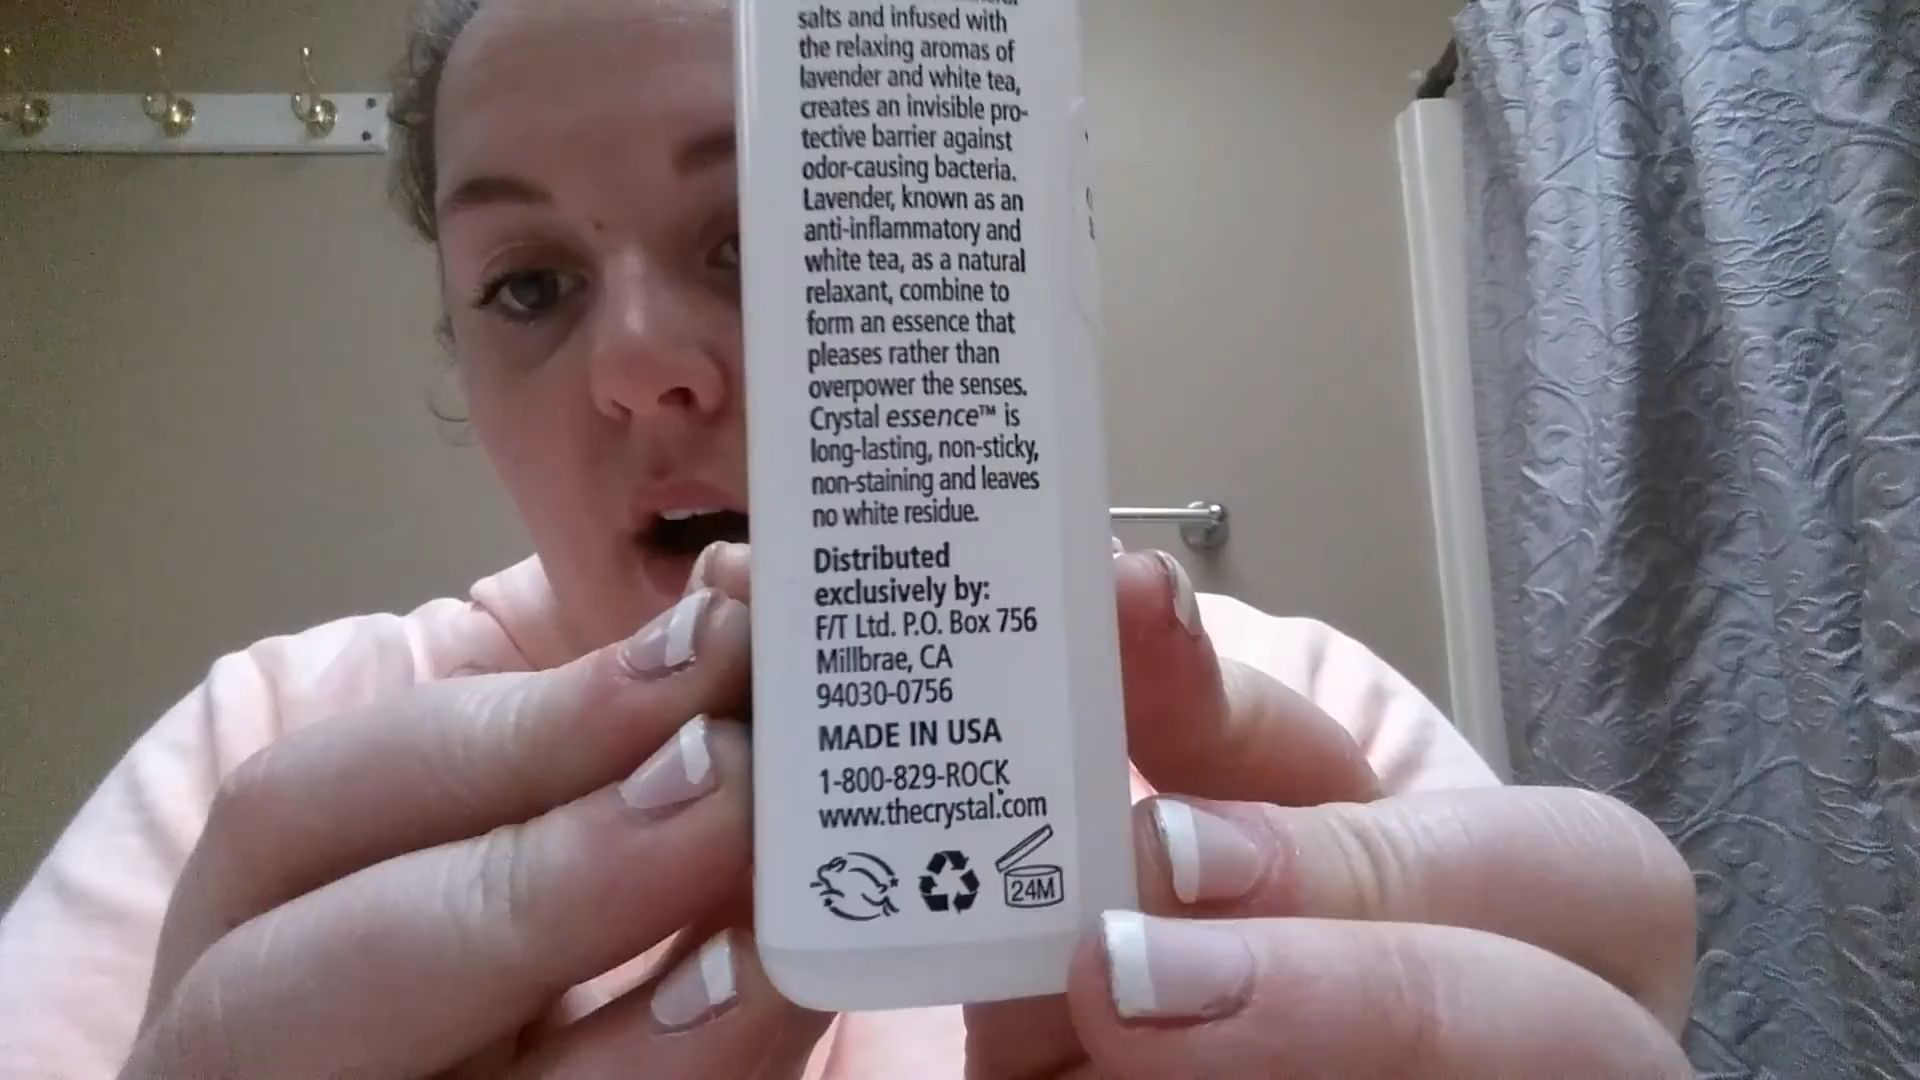 salts and infused with
the relaxing aromas of
lavender and white tea,
creates an invisible pro-
tective barrier against
odor-causing bacteria.
Lavender, known as an
anti-inflammatory and
white tea, as a natural
relaxant, combine to
form an essence that
pleases rather than
overpower the senses.
Crystal essence™ is
long-lasting, non-sticky,
non-staining and leaves
no white residue.
Distributed
exclusively by:
F/T Ltd. P.O. Box 756
Millbrae, CA
94030-0756
MADE IN USA
1-800-829-ROCK
www.thecrystal.com
24M